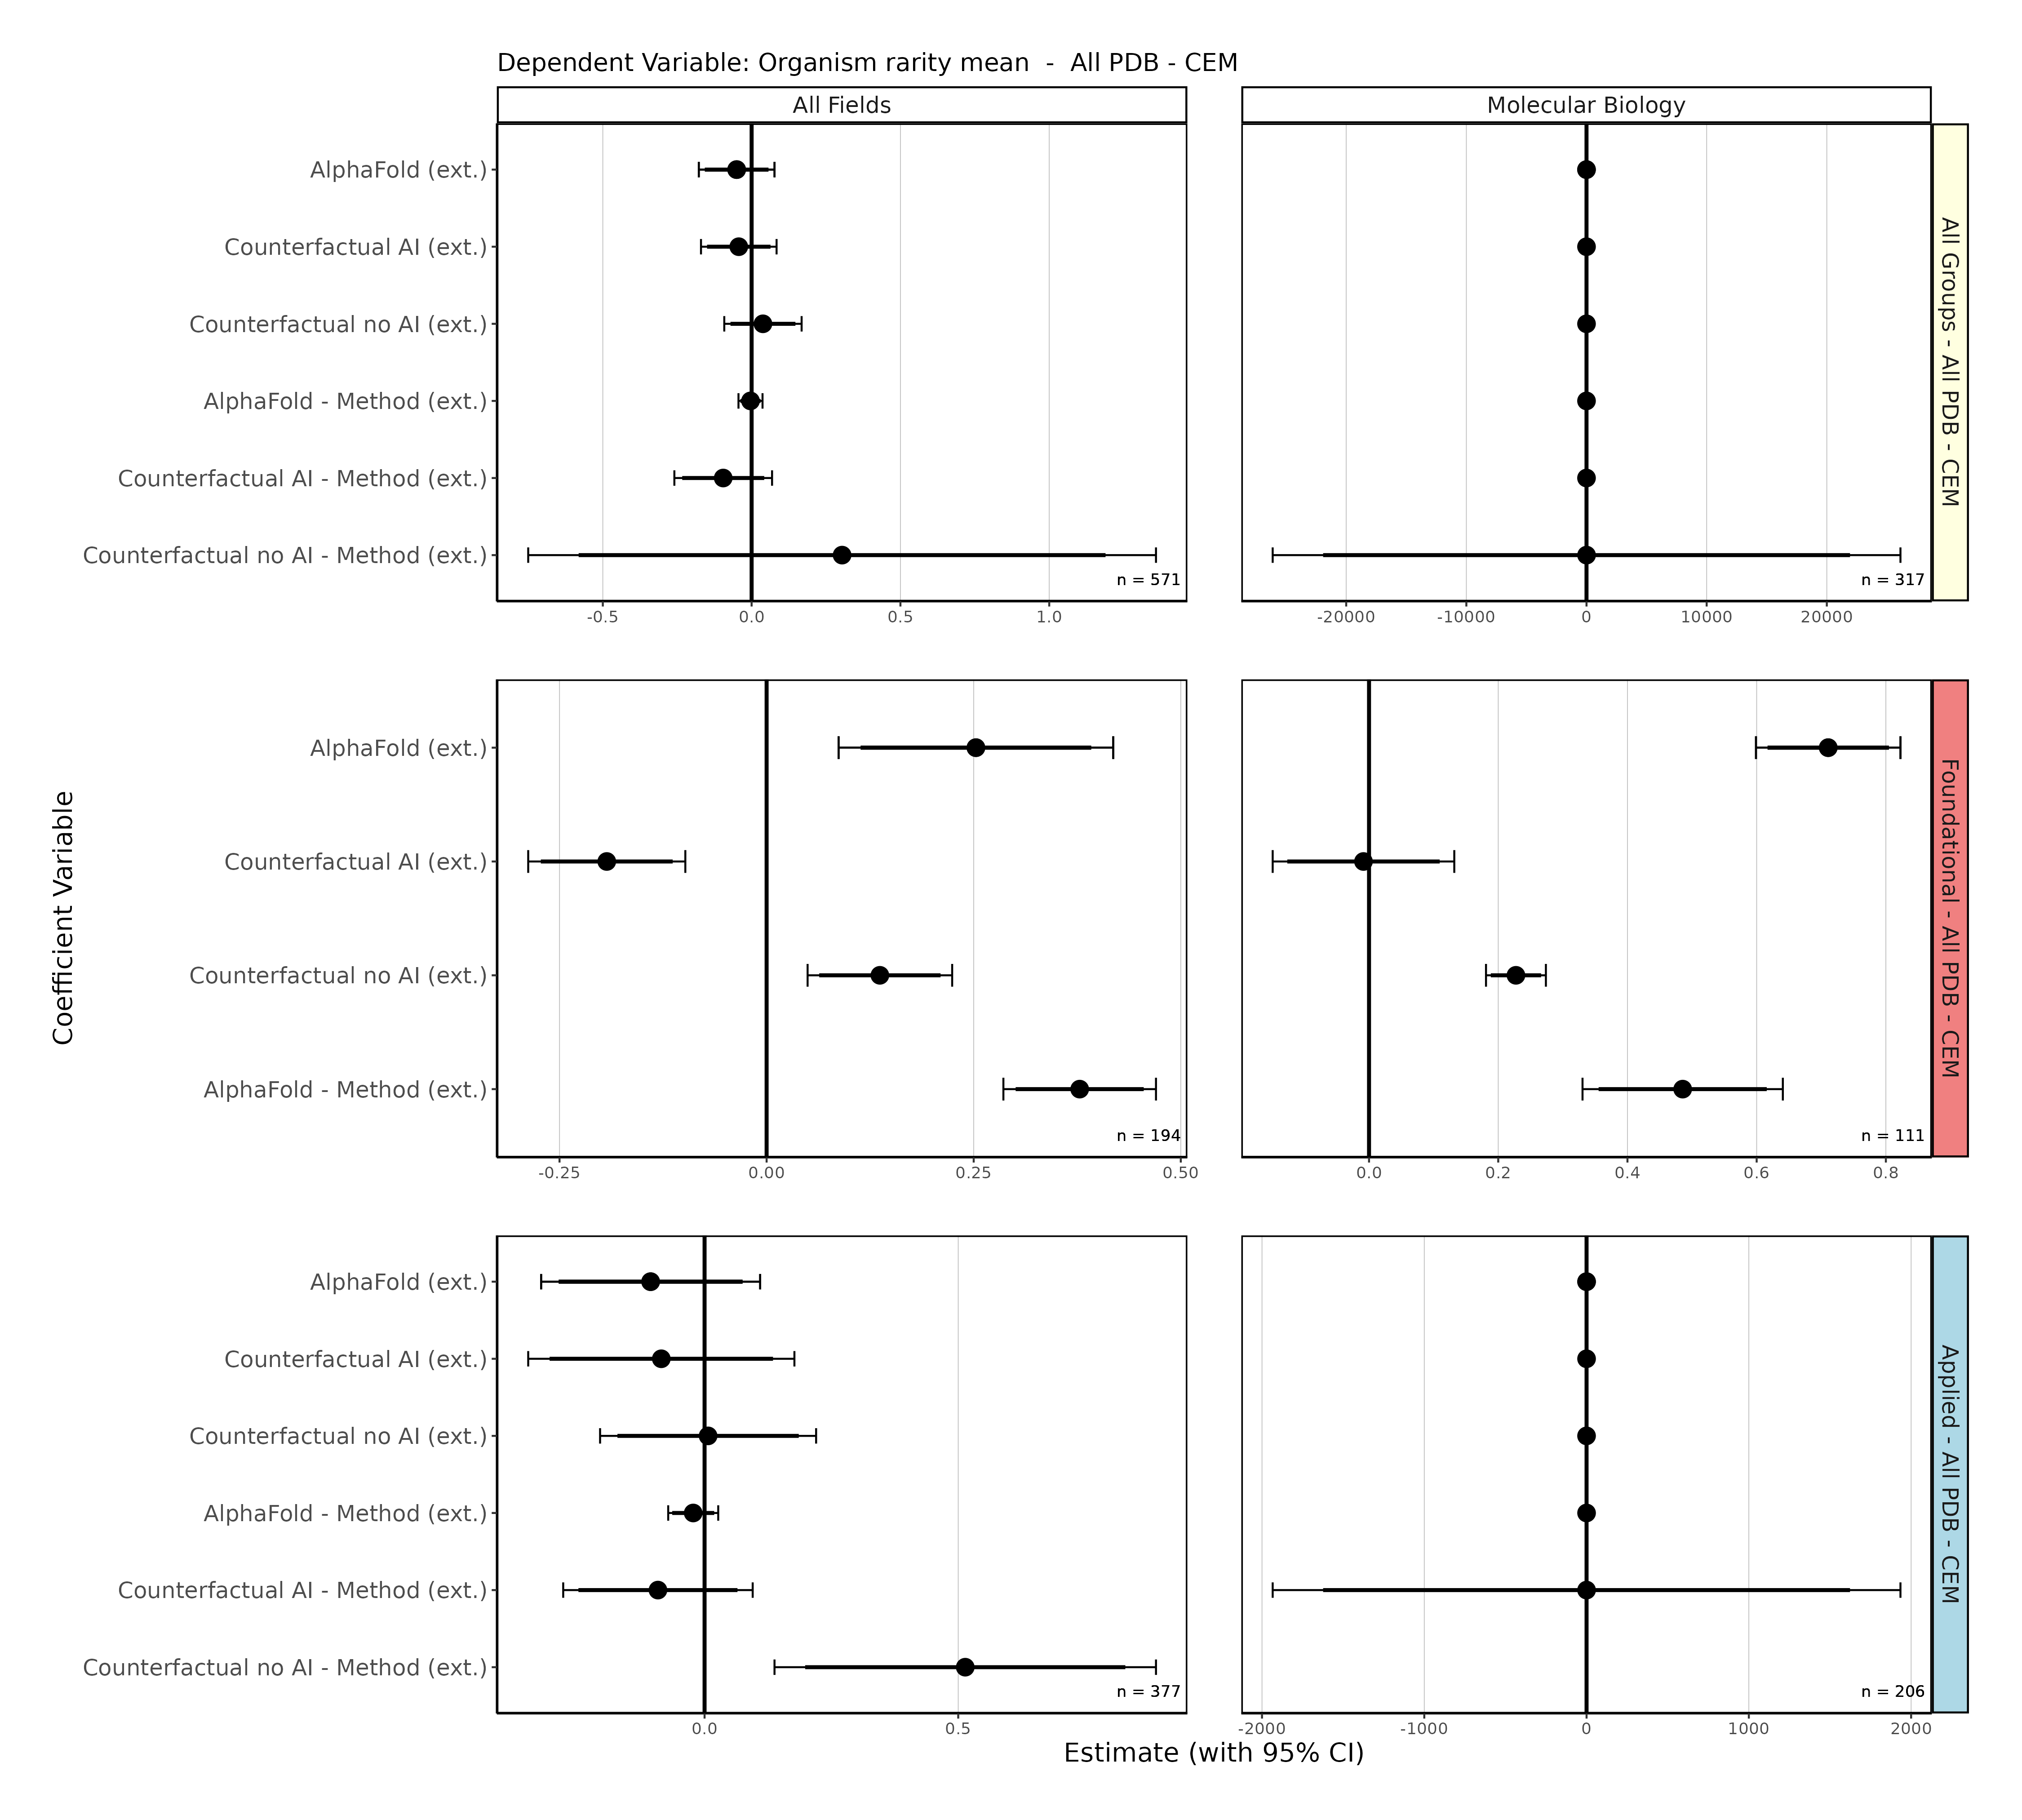 Dependent Variable: Organism rarity mean  -  All PDB - CEM
All Fields
Molecular Biology
AlphaFold (ext.)
Counterfactual AI (ext.)
Counterfactual no AI (ext.)
AlphaFold - Method (ext.)
Counterfactual AI - Method (ext.)
Counterfactual no AI - Method (ext.)
n = 571
-0.5 0.0 0.5 1.0
n = 317
-20000 -10000 0 10000 20000
All Groups - All PDB - CEM
Coefficient Variable
AlphaFold (ext.)
Counterfactual AI (ext.)
Counterfactual no AI (ext.)
AlphaFold - Method (ext.)
n = 194
-0.25 0.00 0.25 0.50
n = 111
0.0 0.2 0.4 0.6 0.8
Foundational - All PDB - CEM
AlphaFold (ext.)
Counterfactual AI (ext.)
Counterfactual no AI (ext.)
AlphaFold - Method (ext.)
Counterfactual AI - Method (ext.)
Counterfactual no AI - Method (ext.)
n = 377
0.0 0.5
n = 206
-2000 -1000 0 1000 2000
Applied - All PDB - CEM
Estimate (with 95% CI)